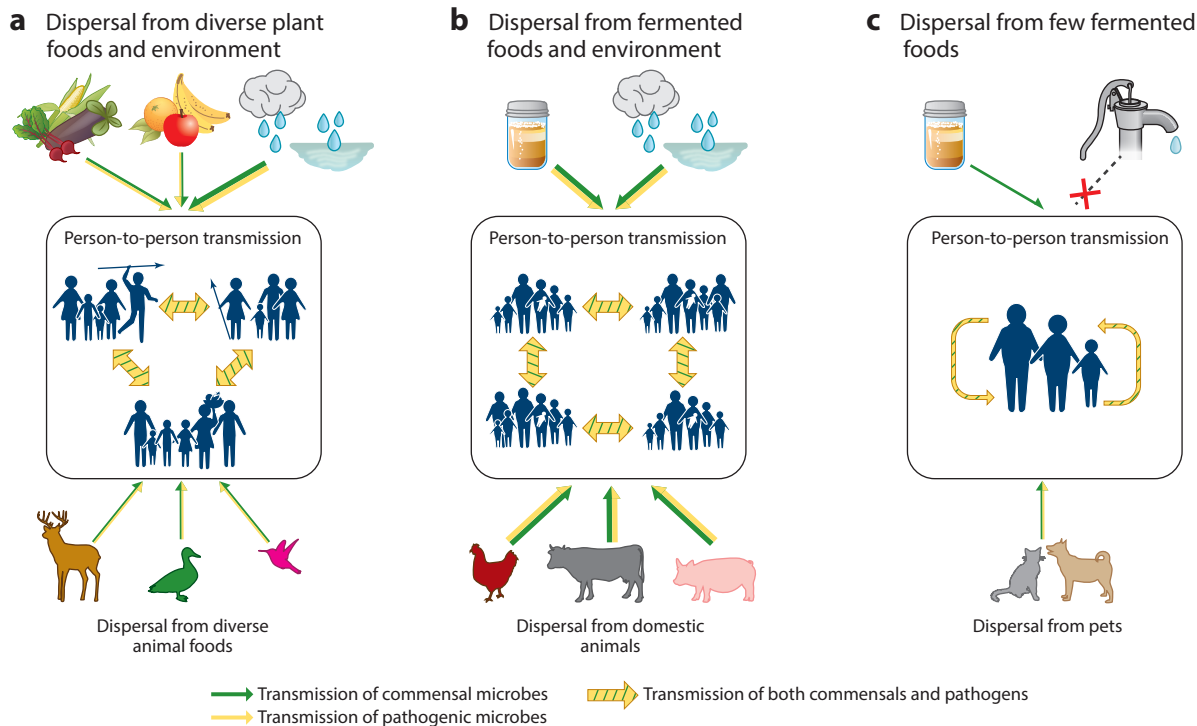 a Dispersal from diverse plant
foods and environment
Person-to-person transmission
Dispersal from diverse
animal foods
b Dispersal from fermented
foods and environment
Person-to-person transmission
Dispersal from domestic
animals
c Dispersal from few fermented
foods
Person-to-person transmission
Dispersal from pets
Transmission of commensal microbes
Transmission of pathogenic microbes
Transmission of both commensals and pathogens